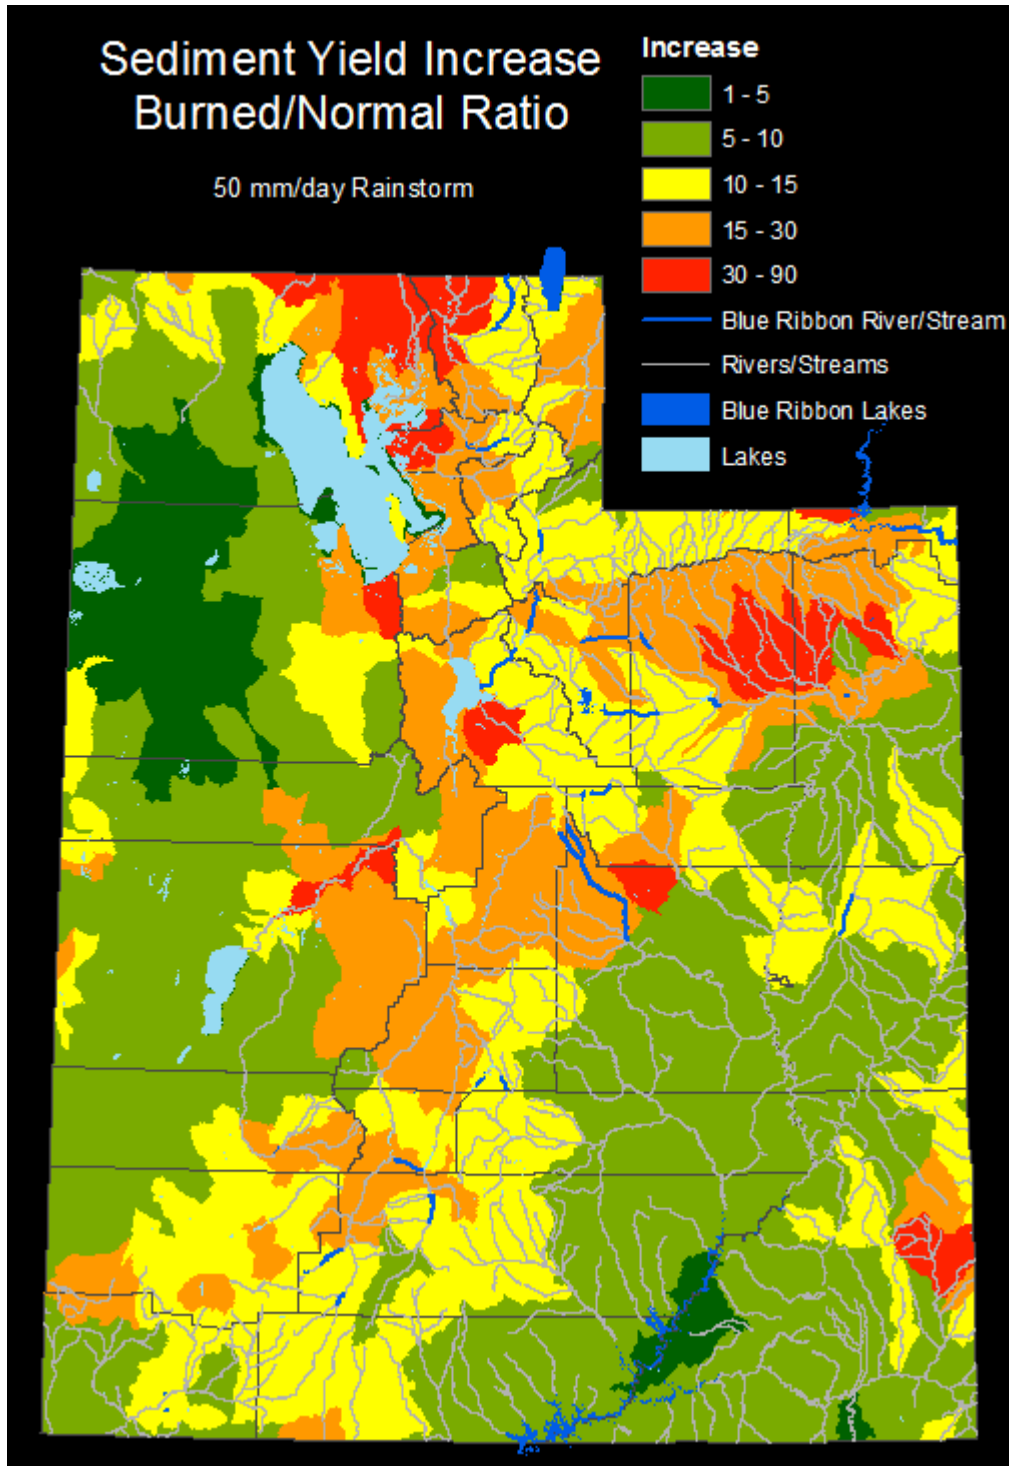 Sediment Yield Increase
Burned/Normal Ratio
50 mm/day Rainstorm
Increase
1 - 5
5 - 10
10 - 15
15 - 30
30 - 90
Blue Ribbon River/Stream
Rivers/Streams
Blue Ribbon Lakes
Lakes